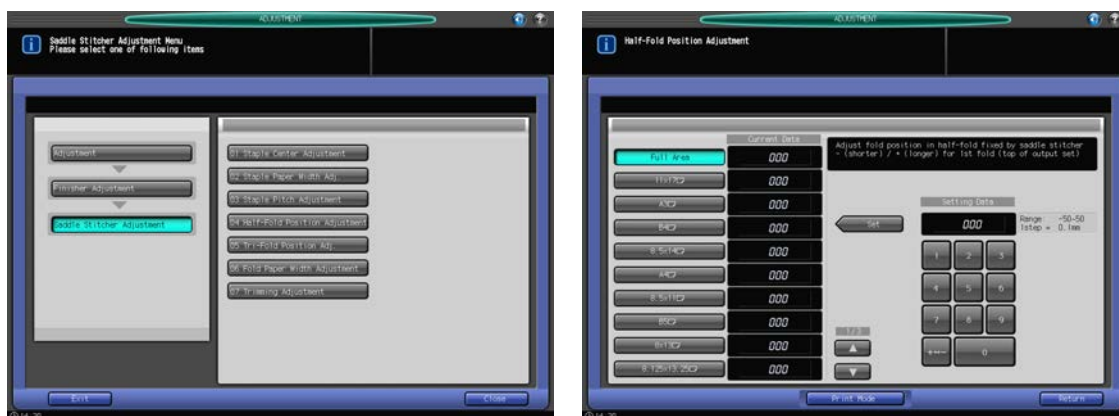 ADJUSTMENT
Saddle Stitcher Adjustment Menu
Please select one of following items
Adjustment
Finisher Adjustment
Saddle Stitcher Adjustment
01 Staple Center Adjustment
02 Staple Paper Width Adj.
03 Staple Pitch Adjustment
04 Half-Fold Position Adjustment
05 Tri-Fold Position Adj.
06 Fold Paper Width Adjustment
07 Trimming Adjustment
Exit
Close
ADJUSTMENT
Half-Fold Position Adjustment
Current Data
Full Area 000
11x17 000
A3 000
B4 000
8.5x14 000
A4 000
8.5x11 000
B5 000
8x13 000
8.125x13.25 000
Adjust fold position in half-fold fixed by saddle stitcher
- (shorter) / + (longer) for 1st fold (top of output set)
Setting Data
Set
000
Range -50-50
1step = 0.1mm
1 2 3
4 5 6
7 8 9
0
1/3
Print Mode
Return